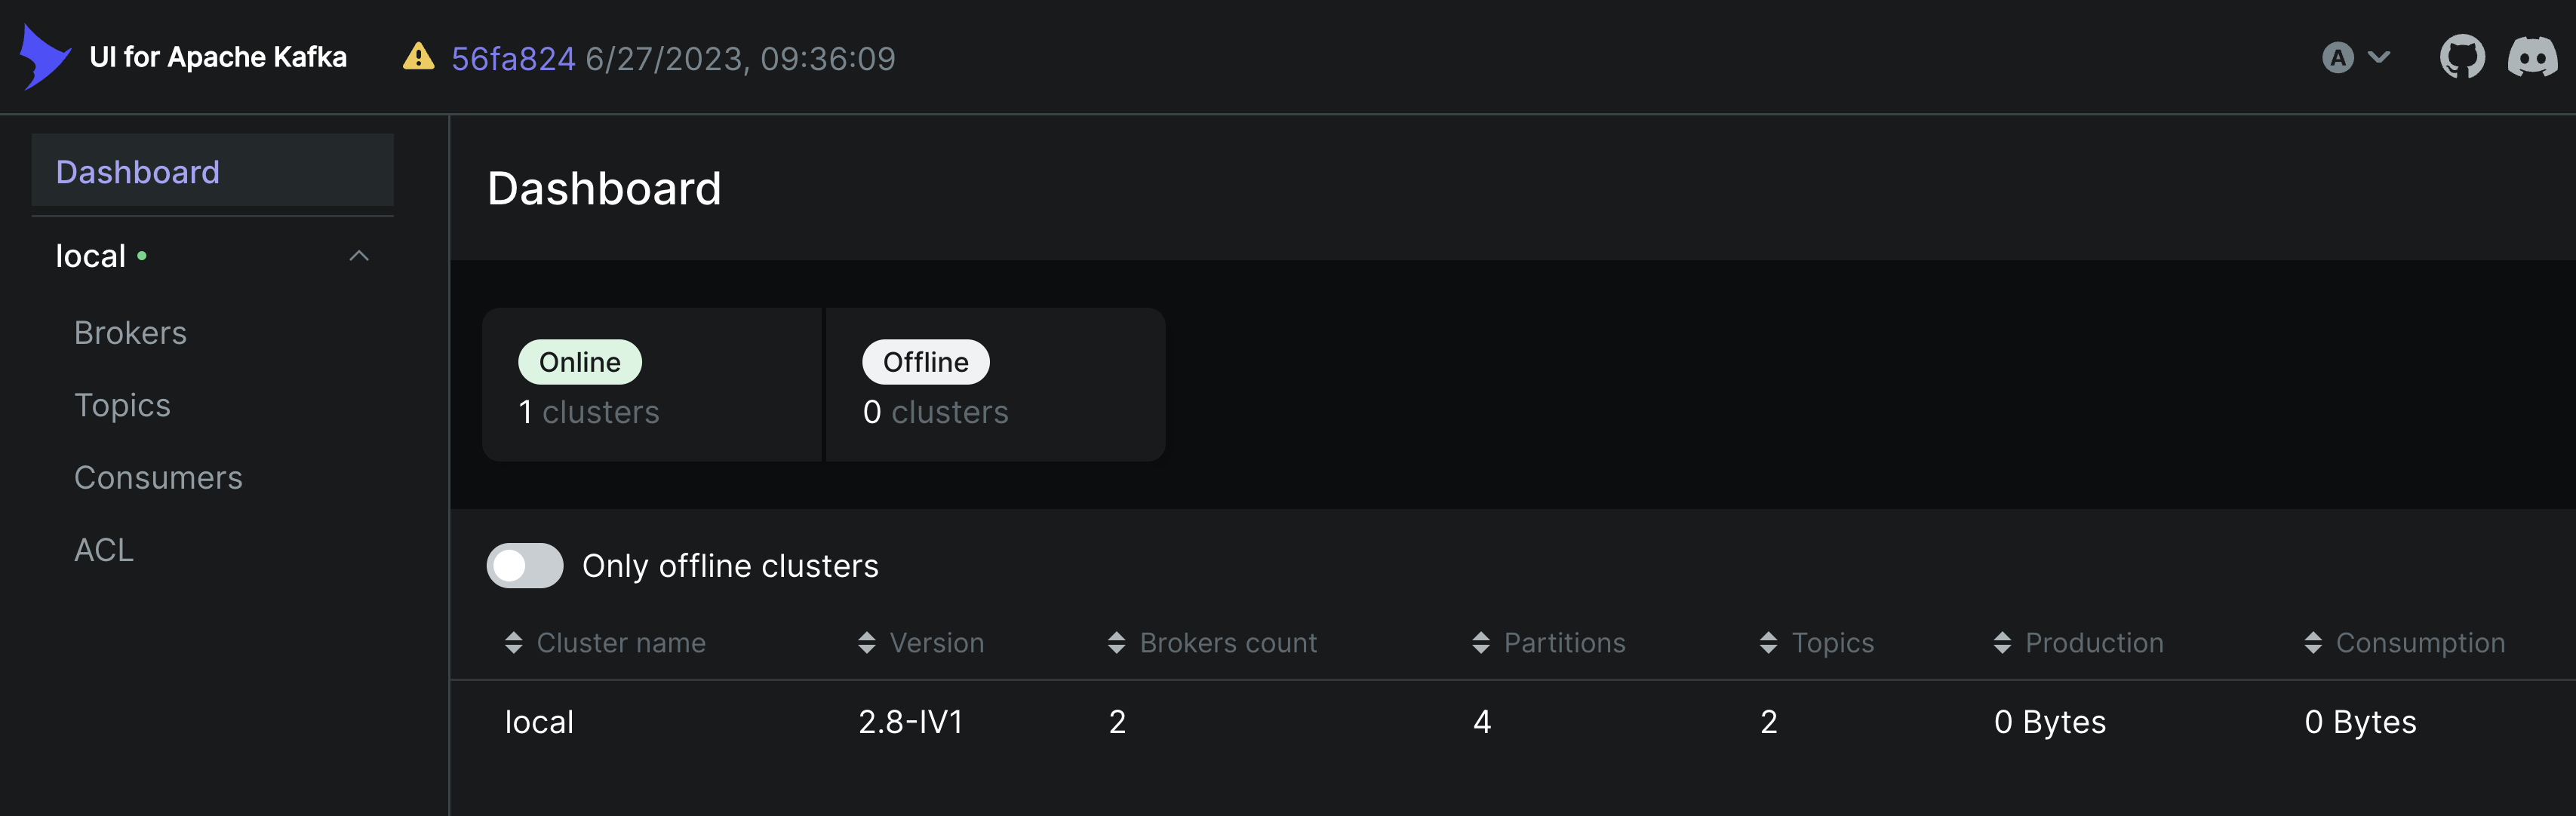 UI for Apache Kafka
56fa824 6/27/2023, 09:36:09
A
Dashboard
local
Brokers
Topics
Consumers
ACL
Dashboard
Online
1 clusters
Offline
0 clusters
Only offline clusters
Cluster name Version Brokers count Partitions Topics Production Consumption
local 2.8-IV1 2 4 2 0 Bytes 0 Bytes